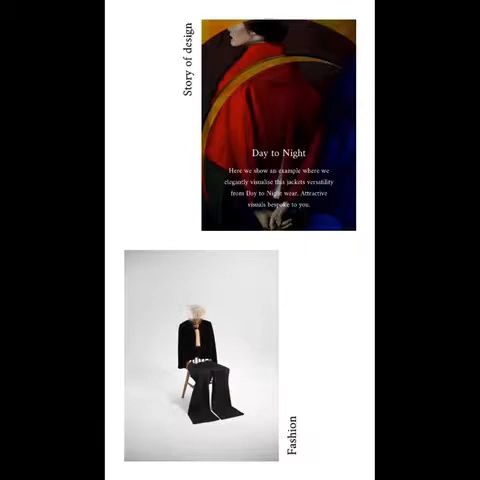 Story of design
Day to Night
Here we show an example where we
elegantly visualise this jackets versatility
from Day to Night wear. Attractive
visuals bespoke to you.
Fashion